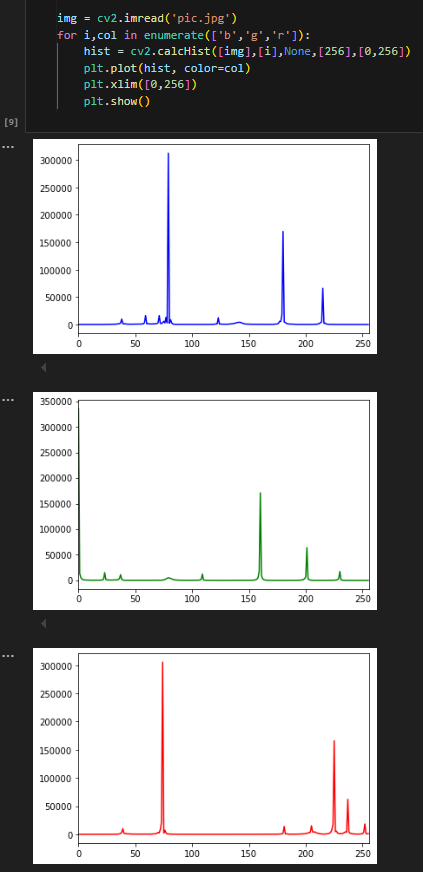 img = cv2.imread('pic.jpg')
for i,col in enumerate(['b','g','r']):
    hist = cv2.calcHist([img],[i],None,[256],[0,256])
    plt.plot(hist, color=col)
    plt.xlim([0,256])
    plt.show()
[9]
...
300000
250000
200000
150000
100000
50000
0
0 50 100 150 200 250
...
350000
300000
250000
200000
150000
100000
50000
0
0 50 100 150 200 250
...
300000
250000
200000
150000
100000
50000
0
0 50 100 150 200 250